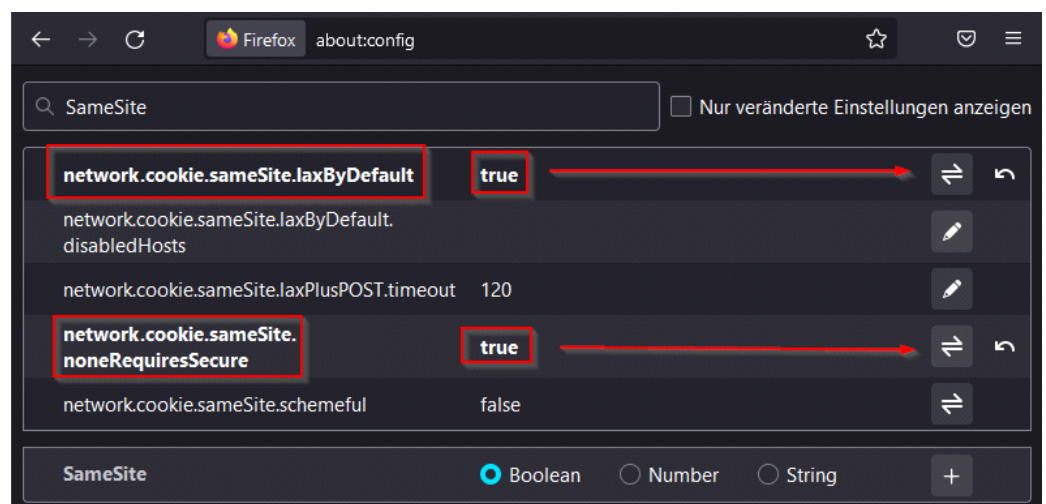 Firefox about:config
SameSite Nur veränderte Einstellungen anzeigen
network.cookie.sameSite.laxByDefault true
network.cookie.sameSite.laxByDefault.
disabledHosts
network.cookie.sameSite.laxPlusPOST.timeout 120
network.cookie.sameSite.
noneRequiresSecure true
network.cookie.sameSite.schemeful false
SameSite Boolean Number String